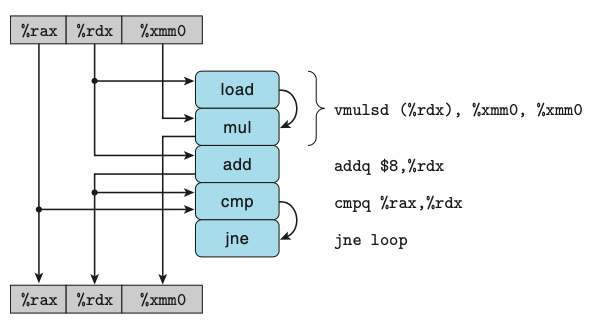 %rax %rdx %xmm0
load
mul
vmulsd (%rdx), %xmm0, %xmm0
add
addq $8,%rdx
cmp
cmpq %rax,%rdx
jne
jne loop
%rax %rdx %xmm0